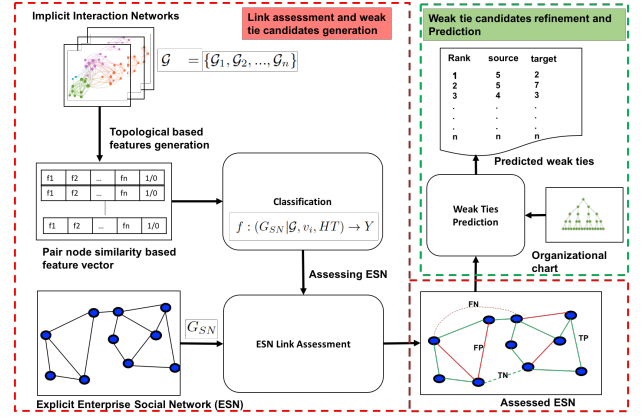 Implicit Interaction Networks
Link assessment and weak
tie candidates generation
𝒢 = {𝒢₁, 𝒢₂, ..., 𝒢ₙ}
Topological based
features generation
f1 f2 ... fn 1/0
f1 f2 ... fn 1/0
f1 f2 ... fn 1/0
Pair node similarity based
feature vector
Classification
f : (G_SN|𝒢, v_i, HT) → Y
Assessing ESN
G_SN
ESN Link Assessment
Explicit Enterprise Social Network (ESN)
Weak tie candidates refinement and
Prediction
Rank source target
1 5 2
2 5 7
3 4 3
. . .
. . .
. . .
n n n
Predicted weak ties
Weak Ties
Prediction
Organizational
chart
FN
FP
TP
TN
Assessed ESN